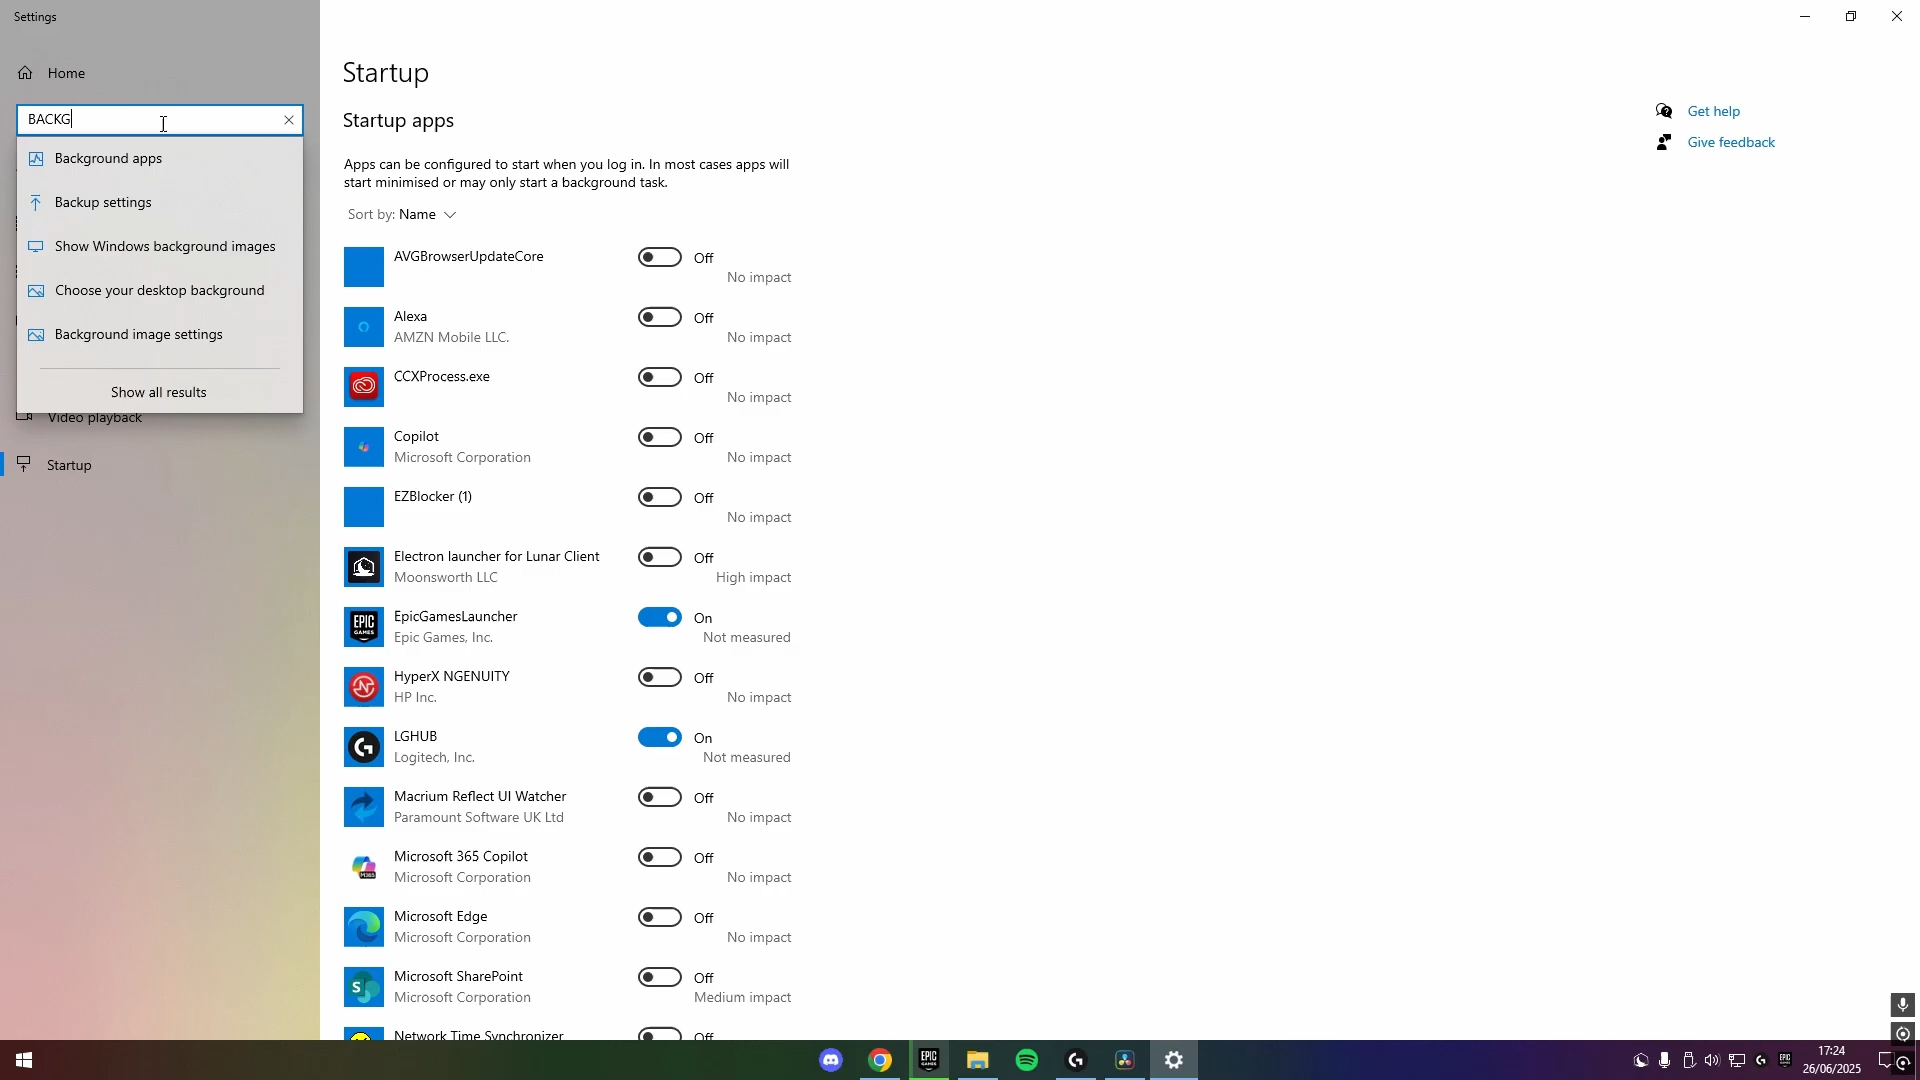 Settings
Home
BACKG
Background apps
Backup settings
Show Windows background images
Choose your desktop background
Background image settings
Show all results
Video playback
Startup
Startup
Startup apps
Apps can be configured to start when you log in. In most cases apps will
start minimised or may only start a background task.
Sort by: Name
AVGBrowserUpdateCore
Off
No impact
Alexa
Off
AMZN Mobile LLC.
No impact
CCXProcess.exe
Off
No impact
Copilot
Off
Microsoft Corporation
No impact
EZBlocker (1)
Off
No impact
Electron launcher for Lunar Client
Off
Moonsworth LLC
High impact
EPIC
GAMES
EpicGamesLauncher
On
Epic Games, Inc.
Not measured
HyperX NGENUITY
Off
HP Inc.
No impact
LGHUB
On
Logitech, Inc.
Not measured
Macrium Reflect UI Watcher
Off
Paramount Software UK Ltd
No impact
M365
Microsoft 365 Copilot
Off
Microsoft Corporation
No impact
Microsoft Edge
Off
Microsoft Corporation
No impact
S
Microsoft SharePoint
Off
Microsoft Corporation
Medium impact
Network Time Synchronizer
Off
Get help
Give feedback
EPIC
GAMES
17:24
26/06/2025